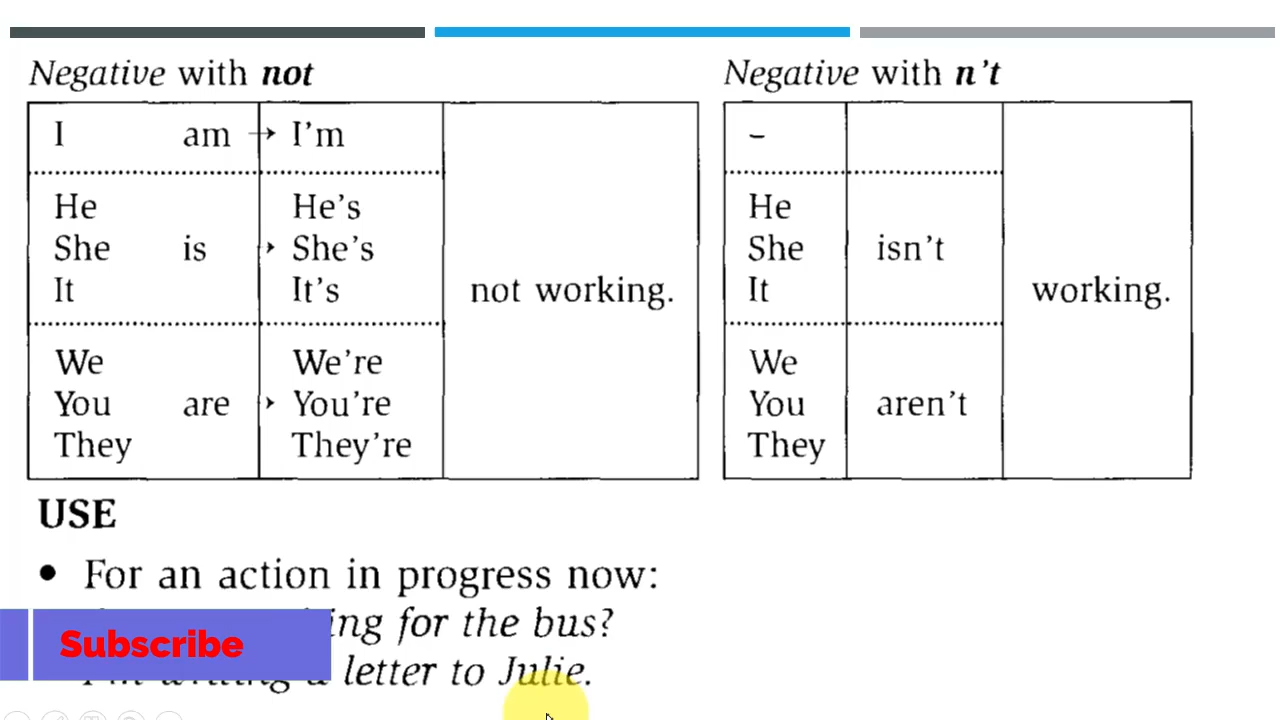 Negative with not
I am → I'm
He
She is → 
It
He's
She's
It's
We
You are →
They
We're
You're
They're
not working.
Negative with n't
–
He
She
It
isn't
We
You
They
aren't
working.
USE
• For an action in progress now:
for the bus?
Subscribe
letter to Julie.